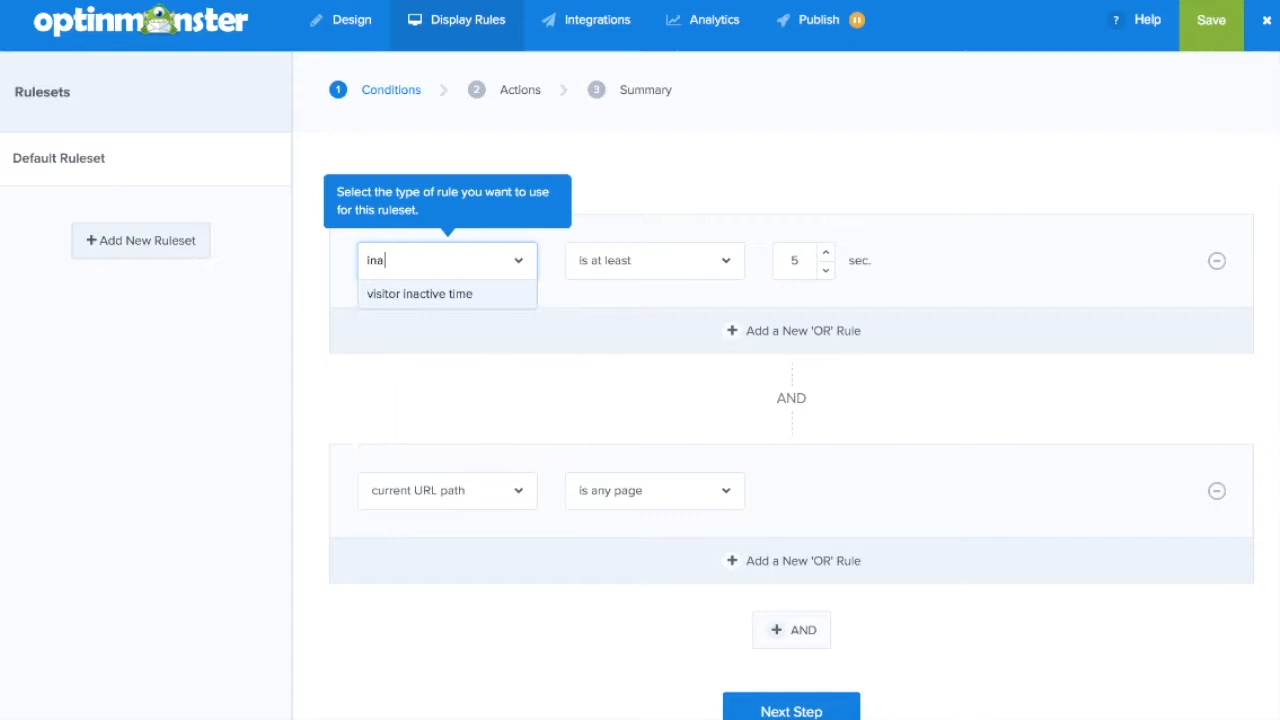 optinmonster Design Display Rules Integrations Analytics Publish ? Help Save
Rulesets
1 Conditions 2 Actions 3 Summary
Default Ruleset
+ Add New Ruleset
Select the type of rule you want to use
for this ruleset.
ina is at least 5 sec.
visitor inactive time
+ Add a New 'OR' Rule
AND
current URL path is any page
+ Add a New 'OR' Rule
+ AND
Next Step